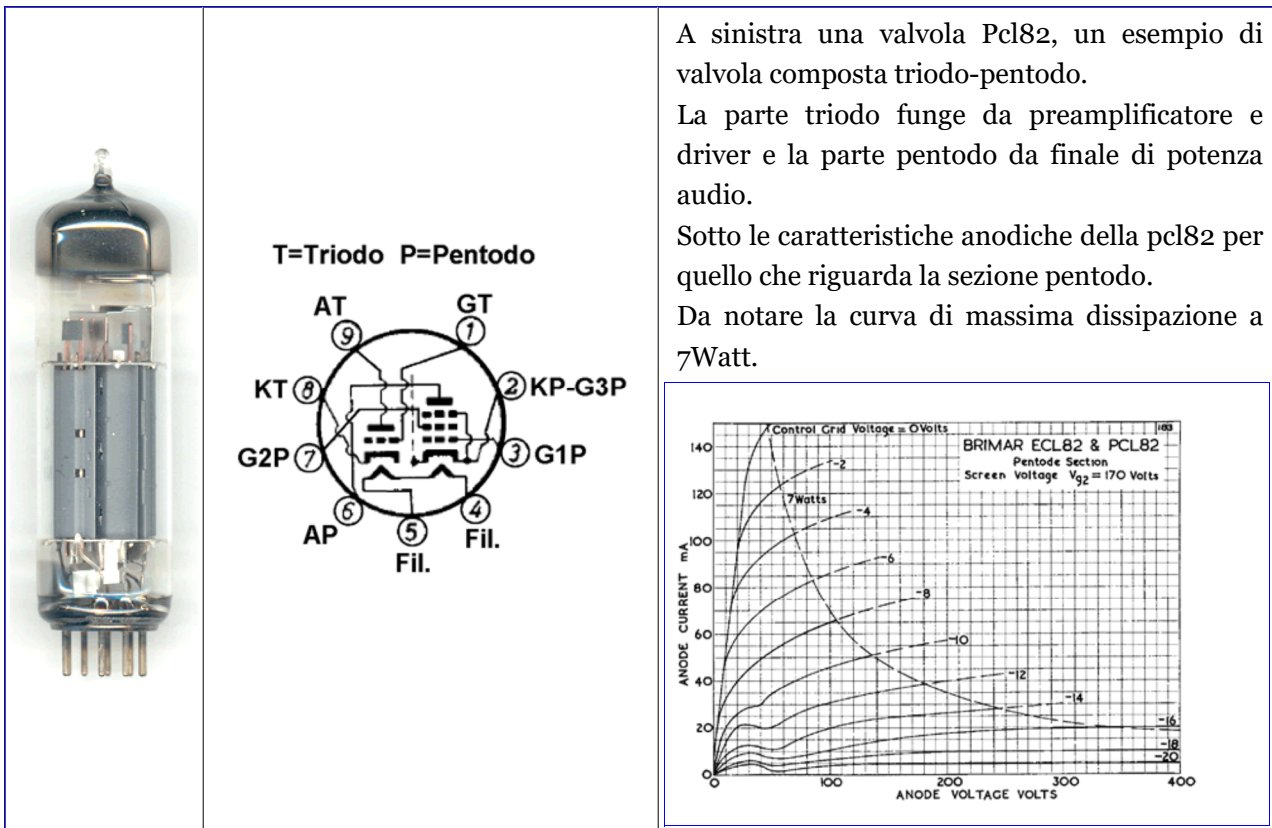 A sinistra una valvola Pcl82, un esempio di
valvola composta triodo-pentodo.
La parte triodo funge da preamplificatore e
driver e la parte pentodo da finale di potenza
audio.
Sotto le caratteristiche anodiche della pcl82 per
quello che riguarda la sezione pentodo.
Da notare la curva di massima dissipazione a
7Watt.
T=Triodo P=Pentodo
AT GT
9 1
KT 8 2 KP-G3P
G2P 7 3 G1P
6 4
AP 5 Fil.
Fil.
Control Grid Voltage = 0Volts
183
BRIMAR ECL82 & PCL82
Pentode Section
Screen Voltage Vg2 = 170 Volts
7Watts
-2
-4
-6
-8
-10
-12
-14
-16
-18
-20
140
120
100
80
60
40
20
0
ANODE CURRENT mA
0 100 200 300 400
ANODE VOLTAGE VOLTS